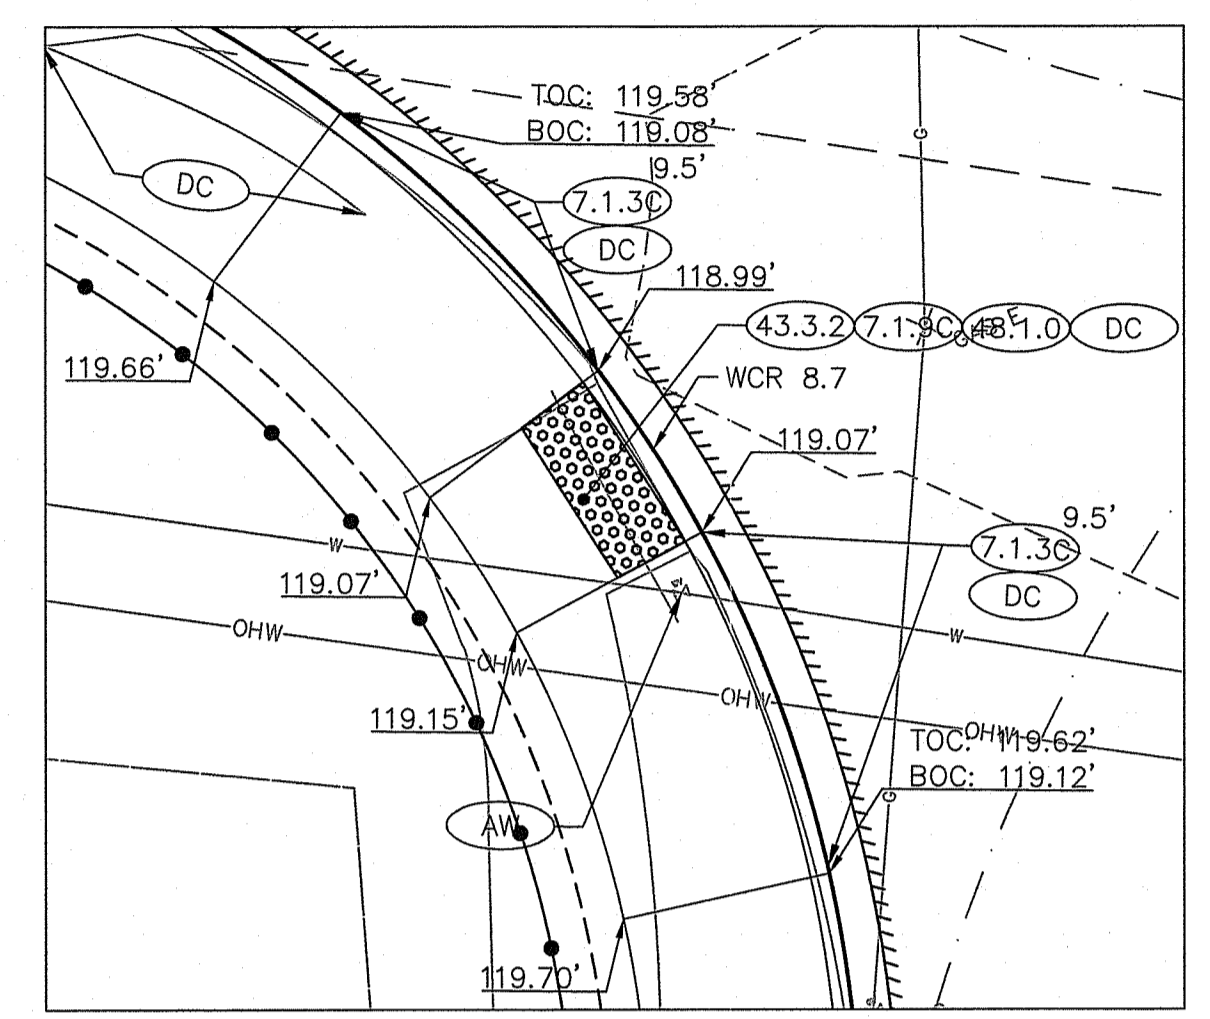 TOC: 119.58'
BOC: 119.08'
9.5'
7.1.3C
DC
DC
G
118.99'
43.3.2 7.1.9C 48.1.0 DC
G
E
119.66'
WCR 8.7
119.07'
9.5'
7.1.3C
DC
W
119.07'
OHW
OHW
W
OHW
OHW
119.15'
TOC: 119.62'
BOC: 119.12'
G
AW
119.70'